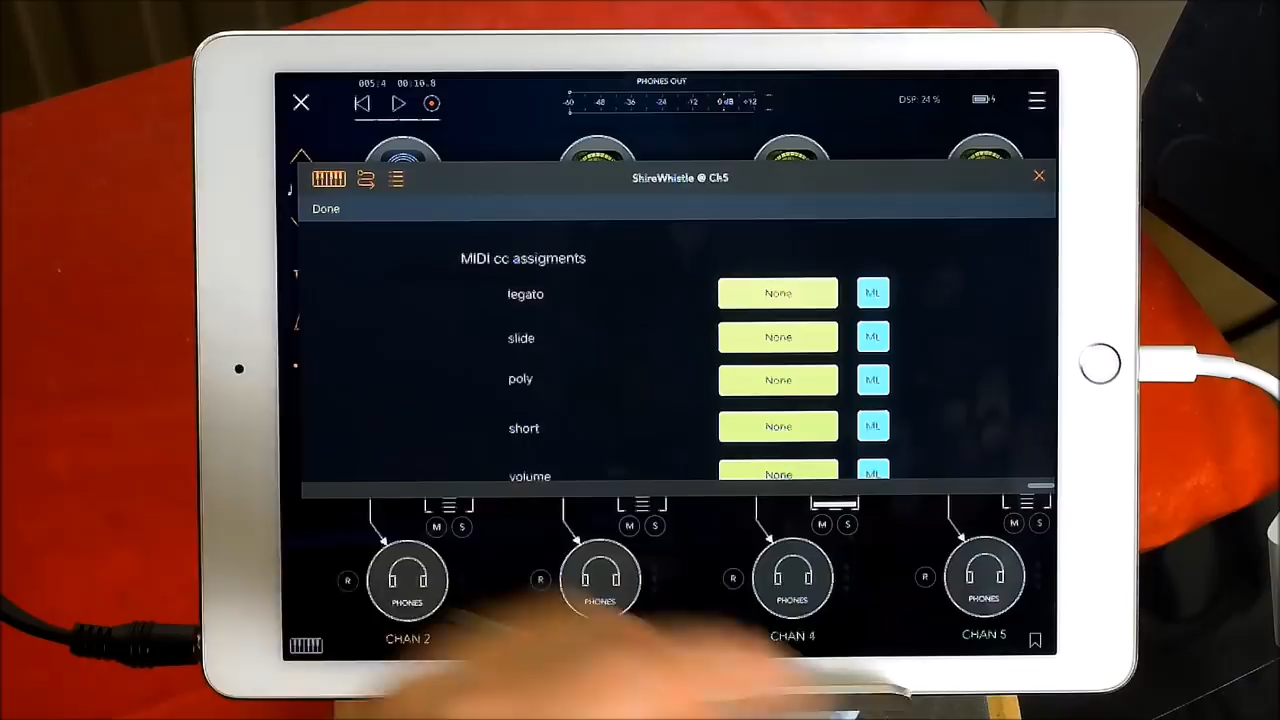 005:4 00:10.8
PHONES OUT
-60 -48 -36 -24 -12 0 dB +12
DSP: 24 %
ShireWhistle @ Ch5
Done
MIDI cc assigments
legato None ML
slide None ML
poly None ML
short None ML
volume None ML
M S M S M S M S
R R R R
PHONES PHONES PHONES PHONES
CHAN 2 CHAN 4 CHAN 5